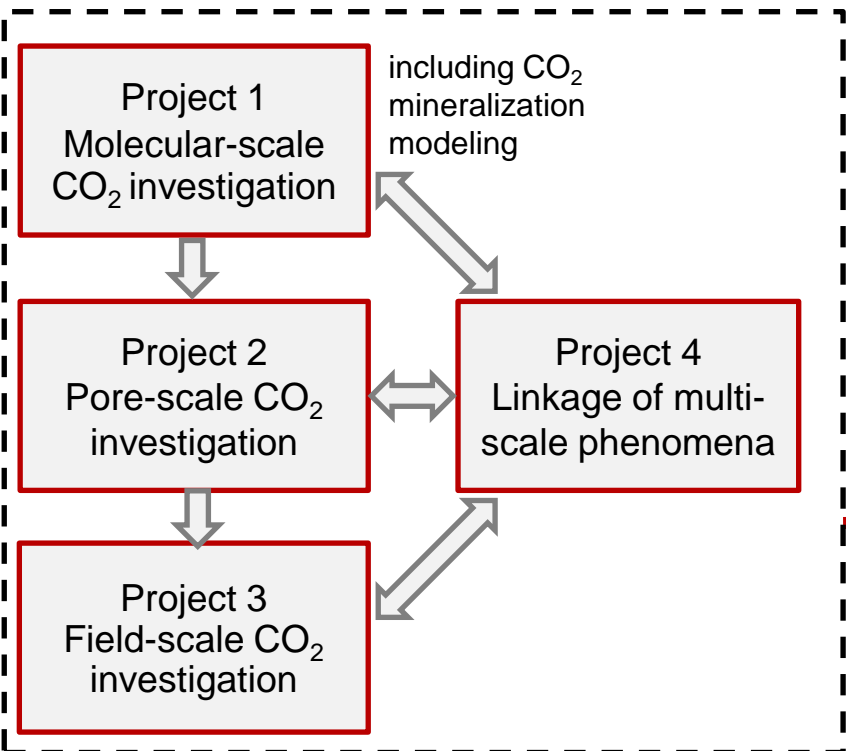 Project 1
Molecular-scale
CO₂ investigation
including CO₂
mineralization
modeling
Project 2
Pore-scale CO₂
investigation
Project 4
Linkage of multi-
scale phenomena
Project 3
Field-scale CO₂
investigation